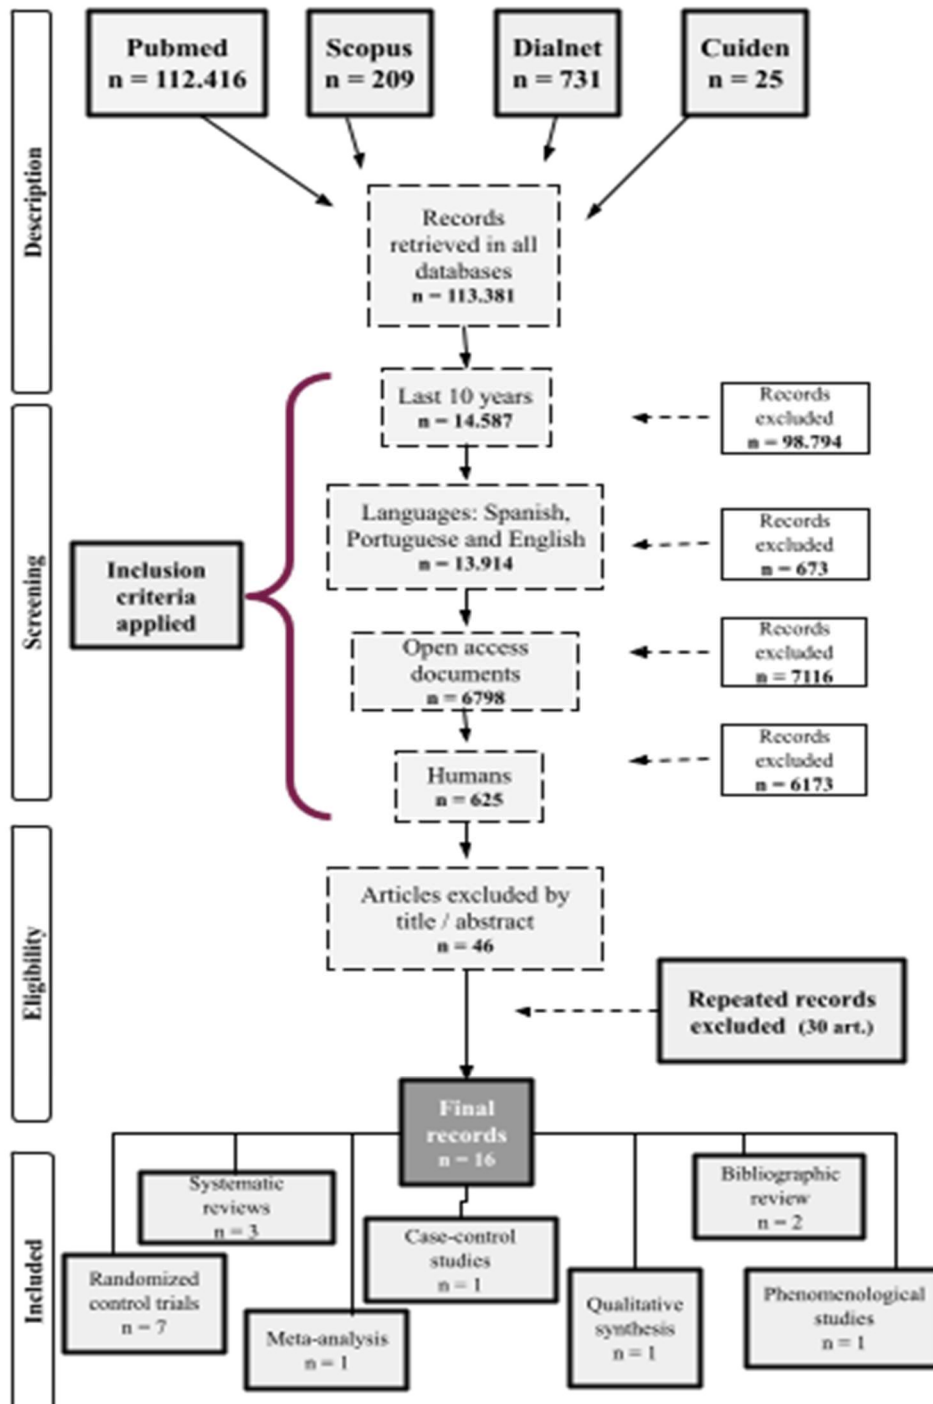 Pubmed
n = 112.416
Scopus
n = 209
Dialnet
n = 731
Cuiden
n = 25
Description
Records
retrieved in all
databases
n = 113.381
Screening
Inclusion
criteria
applied
Last 10 years
n = 14.587
Records
excluded
n = 98.794
Languages: Spanish,
Portuguese and English
n = 13.914
Records
excluded
n = 673
Open access
documents
n = 6798
Records
excluded
n = 7116
Humans
n = 625
Records
excluded
n = 6173
Eligibility
Articles excluded by
title / abstract
n = 46
Repeated records
excluded (30 art.)
Final
records
n = 16
Included
Randomized
control trials
n = 7
Systematic
reviews
n = 3
Meta-analysis
n = 1
Case-control
studies
n = 1
Qualitative
synthesis
n = 1
Bibliographic
review
n = 2
Phenomenological
studies
n = 1